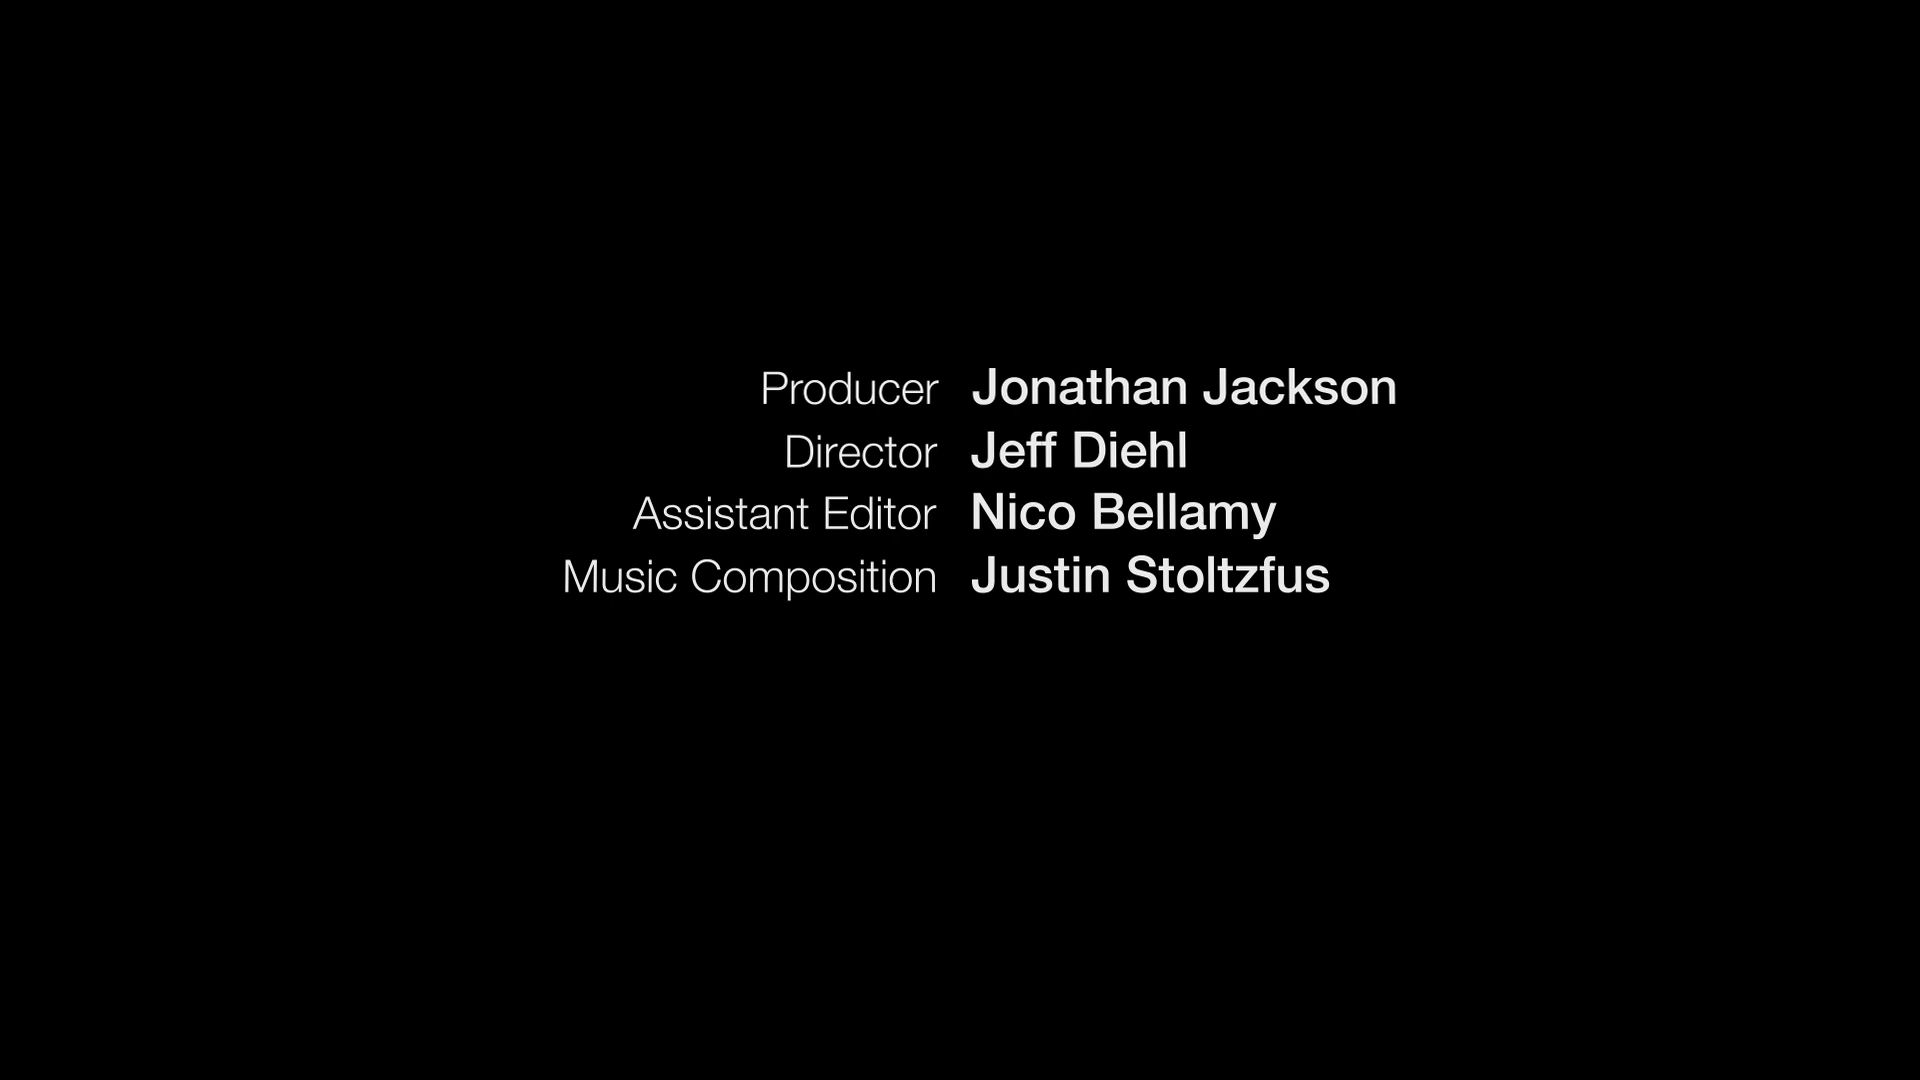 Producer Jonathan Jackson
Director Jeff Diehl
Assistant Editor Nico Bellamy
Music Composition Justin Stoltzfus